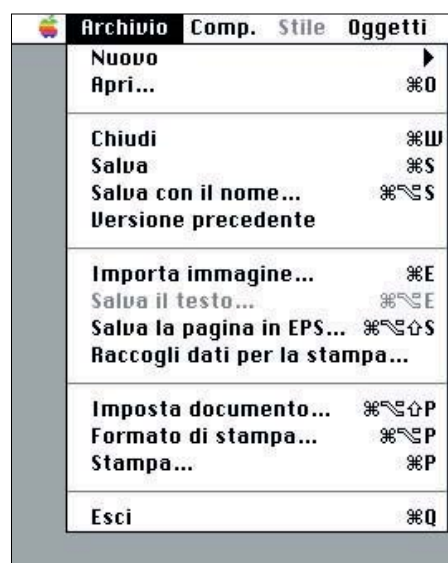 Archivio Comp. Stile Oggetti
Nuovo
Apri... ⌘O
Chiudi ⌘W
Salva ⌘S
Salva con il nome... ⌘⌥S
Versione precedente
Importa immagine... ⌘E
Salva il testo... ⌘⌥E
Salva la pagina in EPS... ⌘⌥⇧S
Raccogli dati per la stampa...
Imposta documento... ⌘⌥⇧P
Formato di stampa... ⌘⌥P
Stampa... ⌘P
Esci ⌘Q